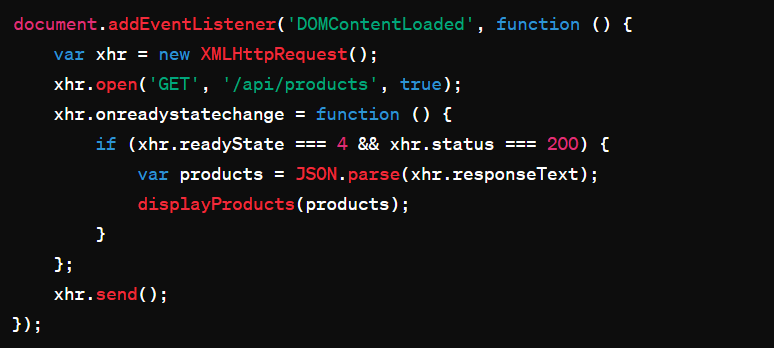 document.addEventListener('DOMContentLoaded', function () {
    var xhr = new XMLHttpRequest();
    xhr.open('GET', '/api/products', true);
    xhr.onreadystatechange = function () {
        if (xhr.readyState === 4 && xhr.status === 200) {
            var products = JSON.parse(xhr.responseText);
            displayProducts(products);
        }
    };
    xhr.send();
});